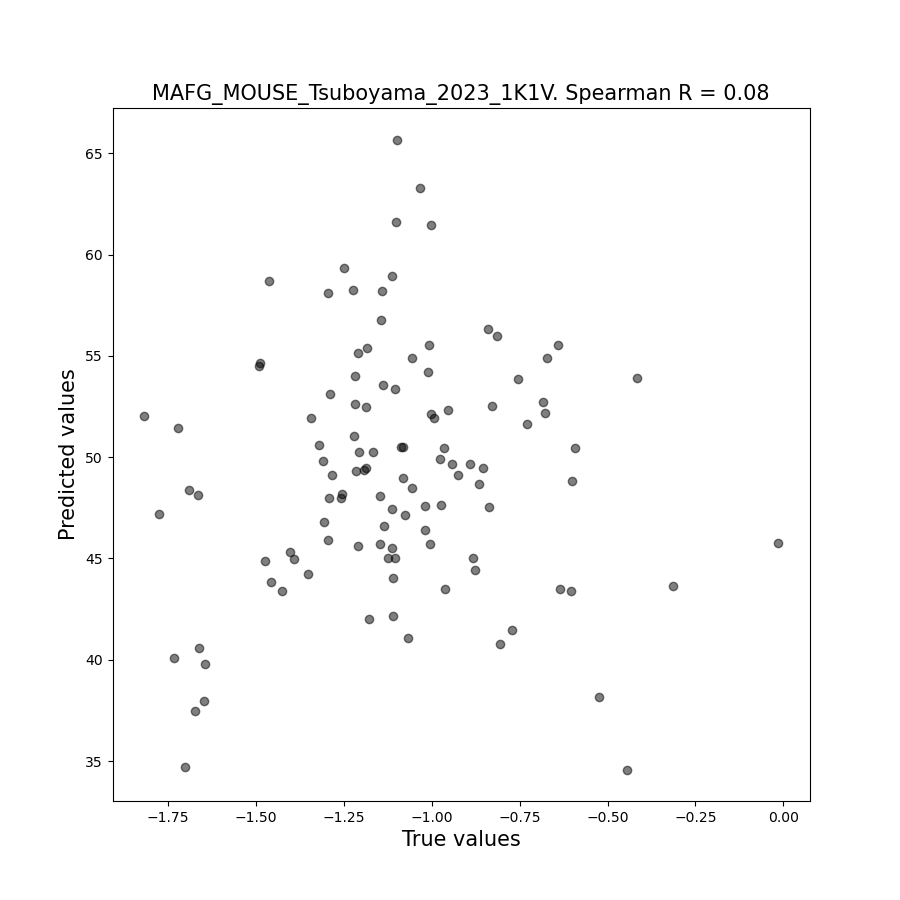 MAFG_MOUSE_Tsuboyama_2023_1K1V. Spearman R = 0.08
65
60
55
50
45
40
35
Predicted values
−1.75 −1.50 −1.25 −1.00 −0.75 −0.50 −0.25 0.00
True values